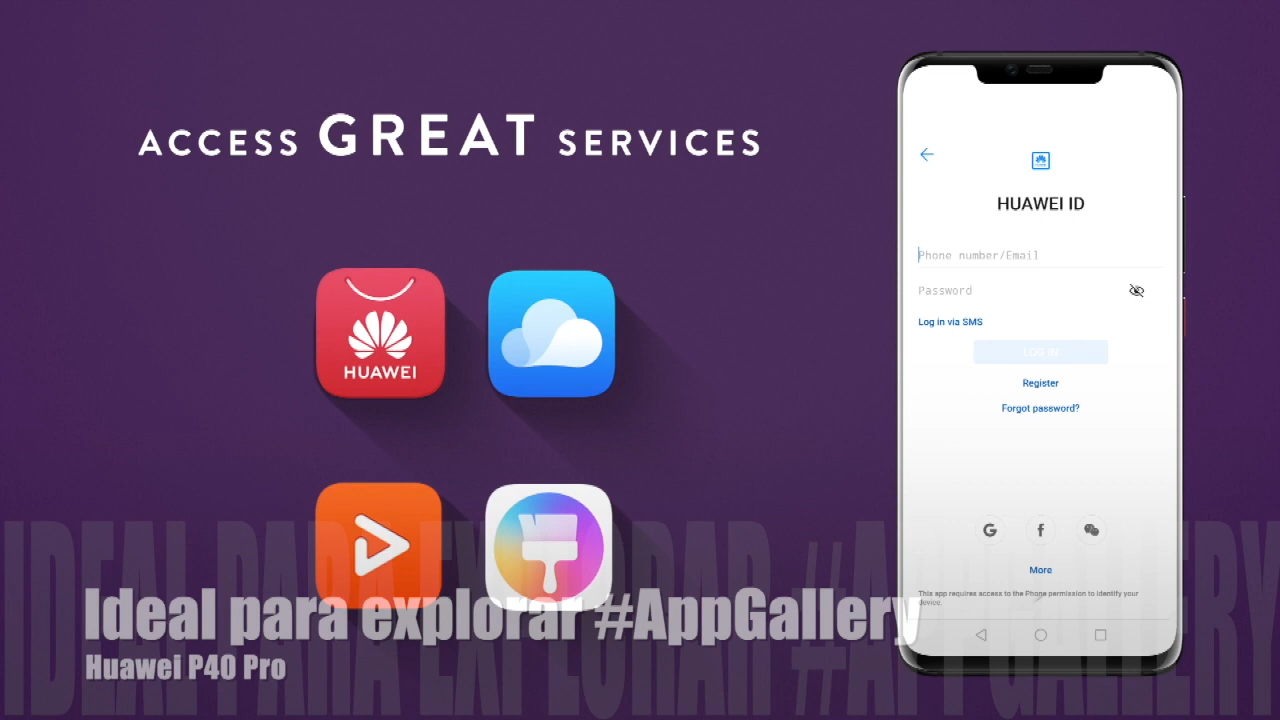 ACCESS GREAT SERVICES
HUAWEI
HUAWEI ID
Phone number/Email
Password
Log in via SMS
LOG IN
Register
Forgot password?
G
f
More
This app requires access to the Phone permission to identify your
device.
IDEAL PARA EXPLORAR #APPGALLERY
Ideal para explorar #AppGallery
Huawei P40 Pro